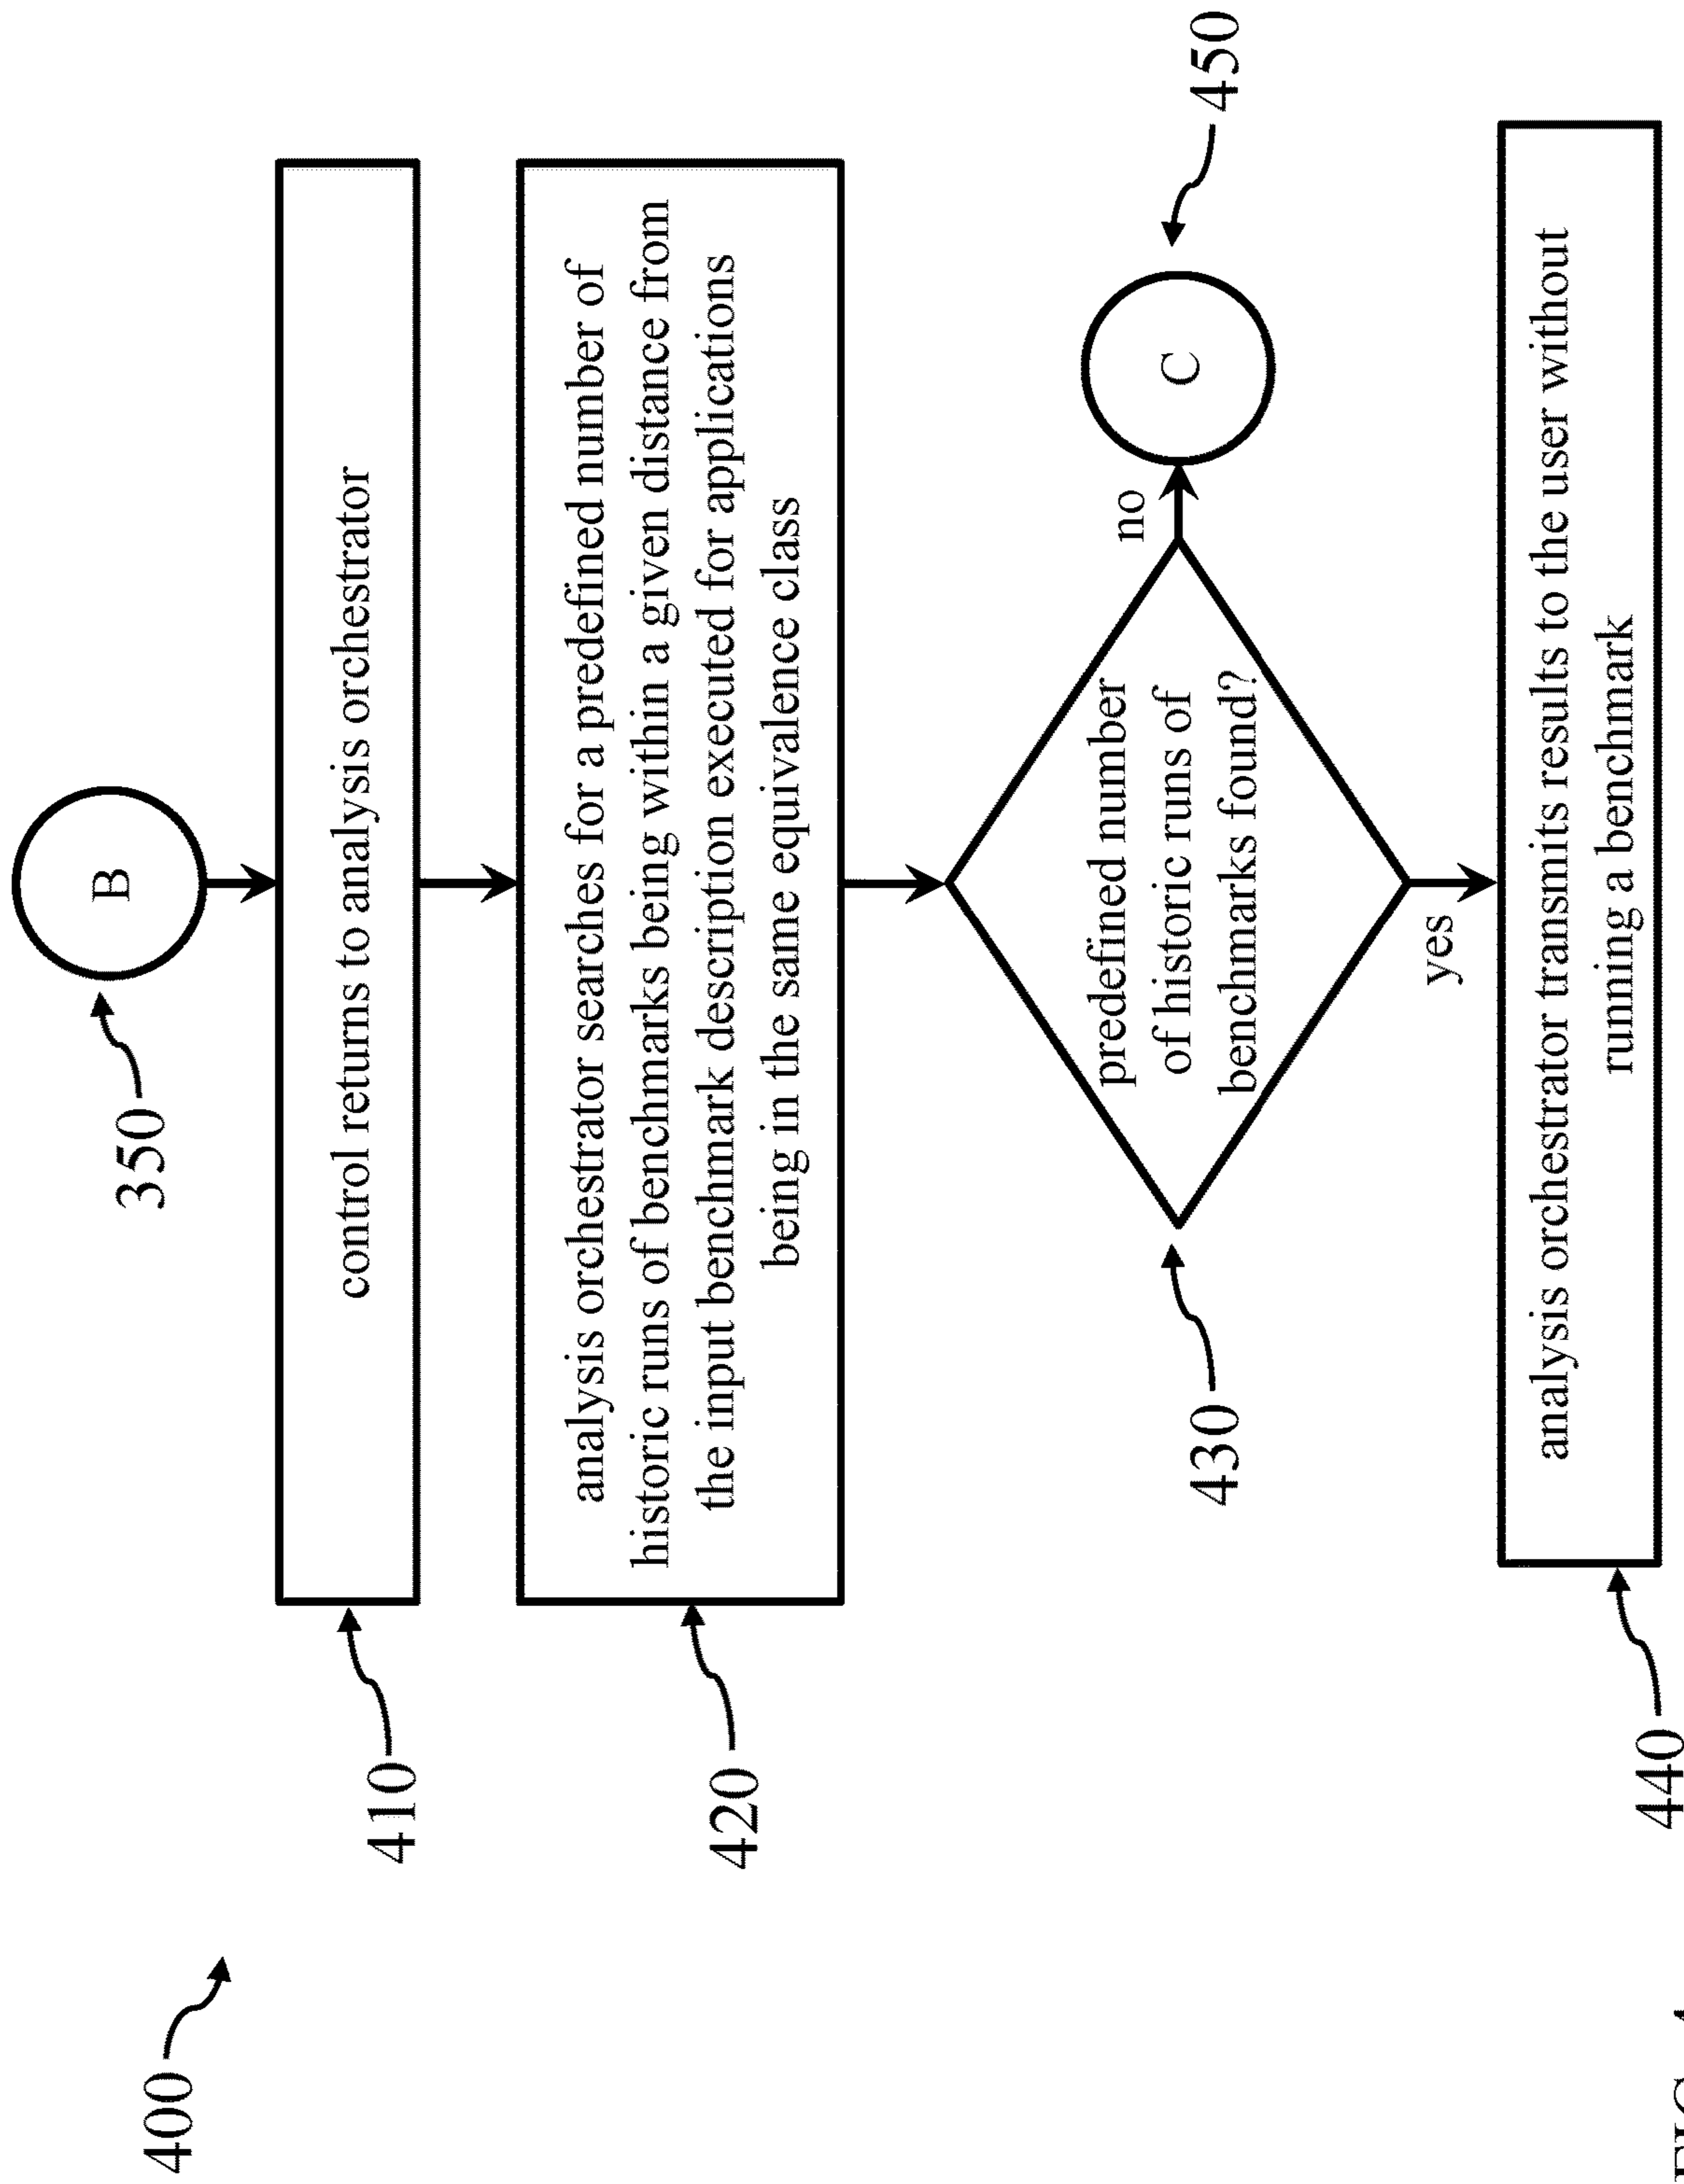 400
B
350
410
control returns to analysis orchestrator
420
analysis orchestrator searches for a predefined number of
historic runs of benchmarks being within a given distance from
the input benchmark description executed for applications
being in the same equivalence class
430
predefined number
of historic runs of
benchmarks found?
no
C
450
yes
440
analysis orchestrator transmits results to the user without
running a benchmark